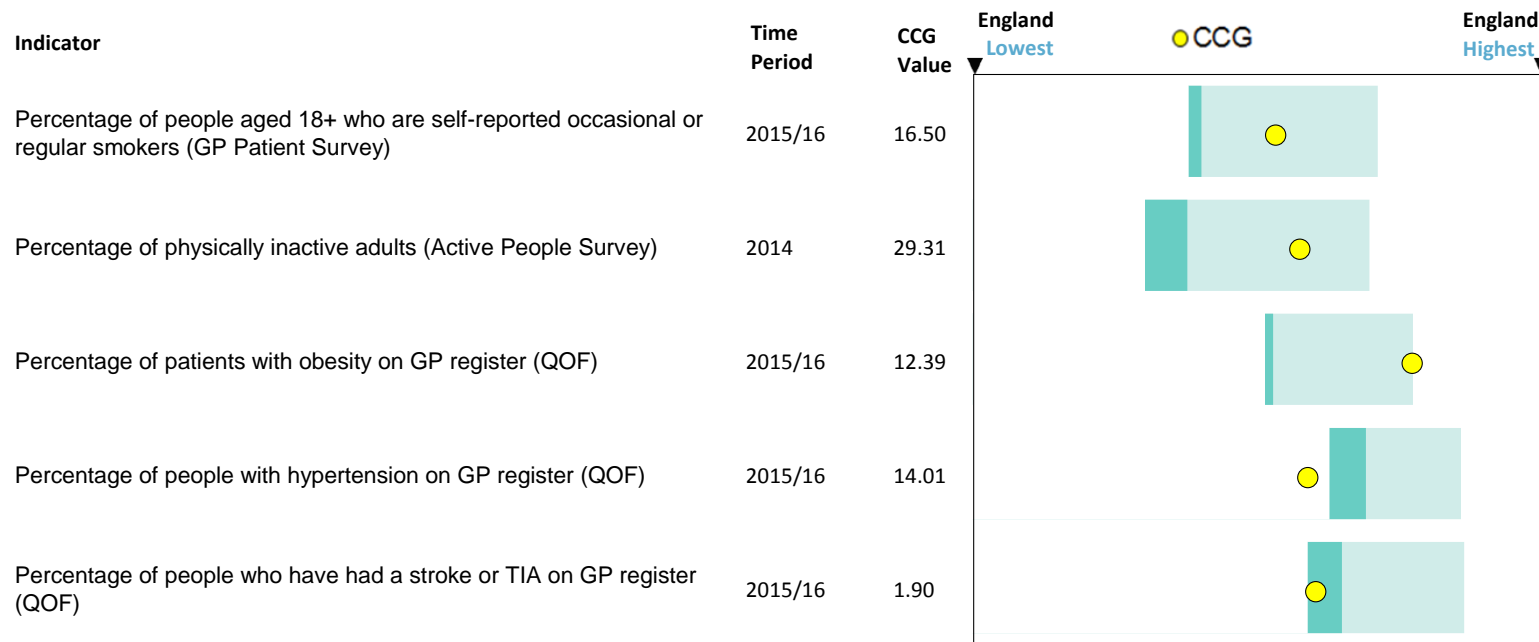 Indicator
Time
Period
CCG
Value
England
Lowest
CCG
England
Highest
Percentage of people aged 18+ who are self-reported occasional or
regular smokers (GP Patient Survey)
2015/16
16.50
Percentage of physically inactive adults (Active People Survey)
2014
29.31
Percentage of patients with obesity on GP register (QOF)
2015/16
12.39
Percentage of people with hypertension on GP register (QOF)
2015/16
14.01
Percentage of people who have had a stroke or TIA on GP register
(QOF)
2015/16
1.90